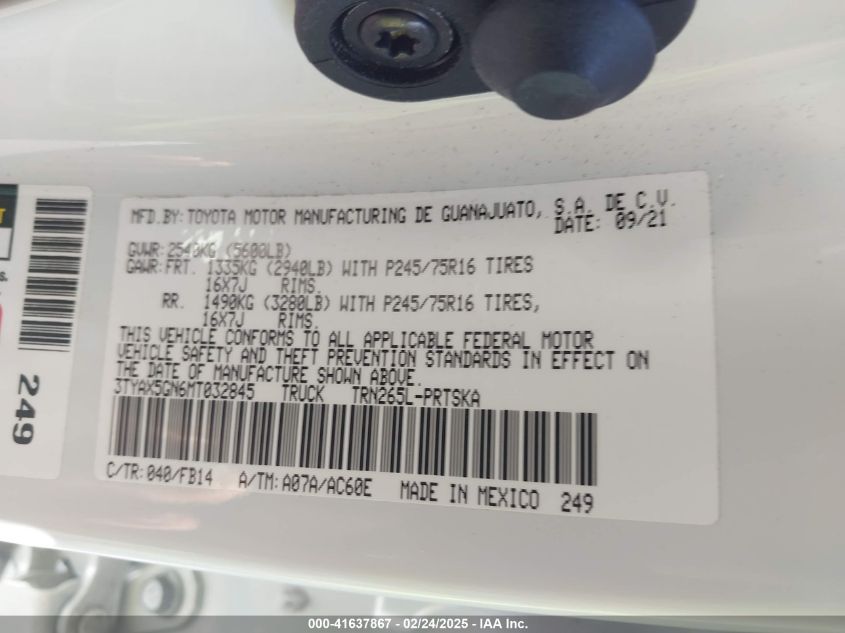 MFD.BY: TOYOTA MOTOR MANUFACTURING DE GUANAJUATO, S.A. DE C.V.
DATE: 09/21
GVWR: 2540KG (5600LB)
GAWR: FRT. 1335KG (2940LB) WITH P245/75R16 TIRES
16X7J RIMS.
RR. 1490KG (3280LB) WITH P245/75R16 TIRES,
16X7J RIMS.
THIS VEHICLE CONFORMS TO ALL APPLICABLE FEDERAL MOTOR
VEHICLE SAFETY AND THEFT PREVENTION STANDARDS IN EFFECT ON
THE DATE OF MANUFACTURE SHOWN ABOVE.
3TYAX5GN6MT032845 TRUCK TRN265L-PRTSKA
C/TR: 040/FB14 A/TM: A07A/AC60E MADE IN MEXICO 249
249
000-41637867 - 02/24/2025 - IAA Inc.